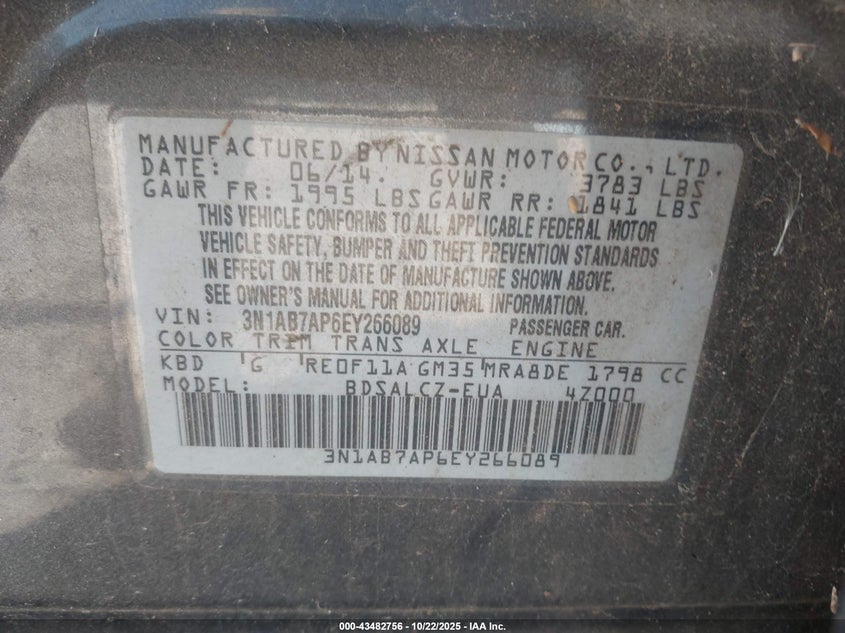 MANUFACTURED BY NISSAN MOTOR CO., LTD.
DATE: 06/14. GVWR: 3783 LBS
GAWR FR: 1995 LBS GAWR RR: 1841 LBS
THIS VEHICLE CONFORMS TO ALL APPLICABLE FEDERAL MOTOR
VEHICLE SAFETY, BUMPER AND THEFT PREVENTION STANDARDS
IN EFFECT ON THE DATE OF MANUFACTURE SHOWN ABOVE.
SEE OWNER'S MANUAL FOR ADDITIONAL INFORMATION.
VIN: 3N1AB7AP6EY266089 PASSENGER CAR.
COLOR TRIM TRANS AXLE ENGINE
KBD G RE0F11A GM35 MRA8DE 1798 CC
MODEL: BDSALCZ-EUA 4Z000
3N1AB7AP6EY266089
000-43482756 | 10/22/2025 - IAA Inc.